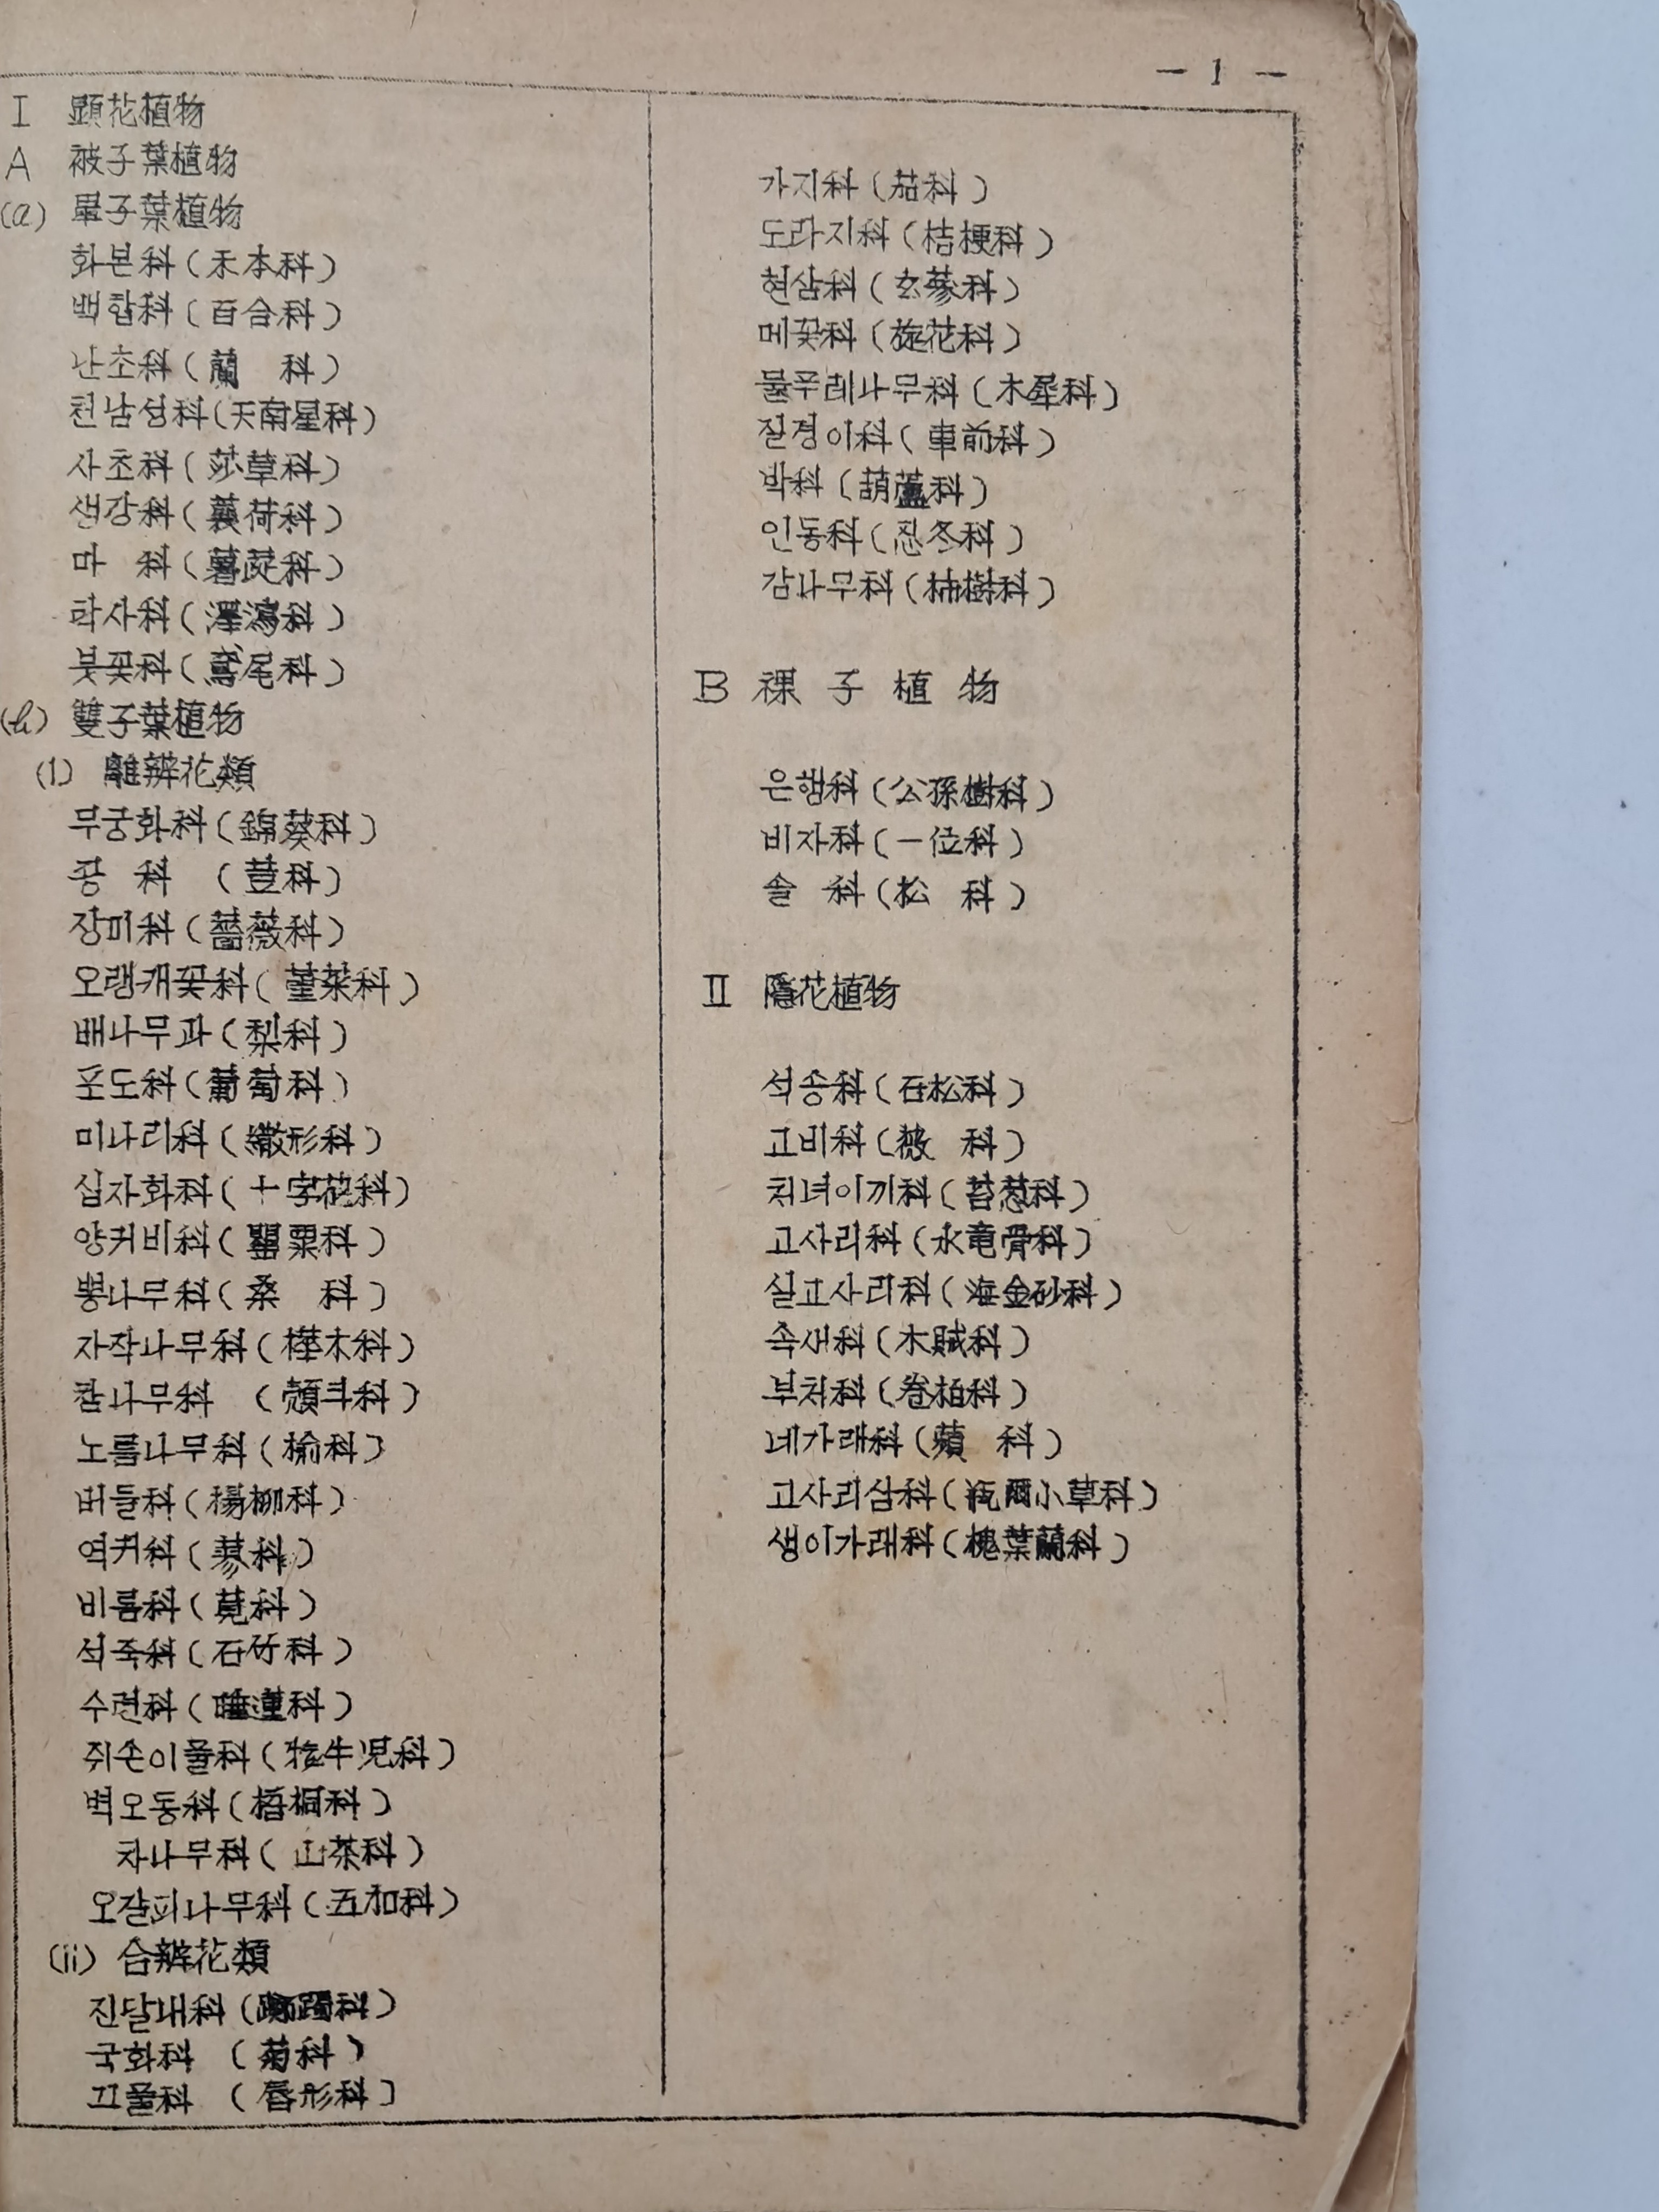 — 1 —
I 顕花植物
A 被子葉植物
(a) 單子葉植物
화본科(禾本科)
백합科(百合科)
난초科(蘭 科)
천남성科(天南星科)
사초科(莎草科)
생강科(蘘荷科)
마 科(薯蕷科)
탁사科(澤瀉科)
붓꽃科(鳶尾科)
(b) 雙子葉植物
(1) 離辨花類
무궁화科(錦葵科)
콩 科 (荳科)
장미科(薔薇科)
오랭개꽃科(菫菜科)
배나무과(梨科)
포도科(葡萄科)
미나리科(繖形科)
십자화科(十字花科)
양귀비科(罌粟科)
뽕나무科(桑 科)
자작나무科(樺木科)
참나무科 (殼斗科)
느름나무科(楡科)
버들科(楊柳科)
역귀科(蓼科)
비름科(莧科)
석죽科(石竹科)
수련科(睡蓮科)
쥐손이풀科(牻牛児科)
벽오동科(梧桐科)
차나무科(山茶科)
오갈피나무科(五加科)
(ii) 合辦花類
진달내科(躑躅科)
국화科 (菊科)
끄풀科 (唇形科)
가지科(茄科)
도라지科(桔梗科)
현삼科(玄蔘科)
메꽃科(旋花科)
물푸레나무科(木犀科)
질경이科(車前科)
박科(葫蘆科)
인동科(忍冬科)
감나무科(柿樹科)
B 裸子植物
은행科(公孫樹科)
비자科(一位科)
솔 科(松 科)
II 隱花植物
석송科(石松科)
고비科(薇 科)
처녀이끼科(苔葱科)
고사리科(水竜骨科)
실고사리科(海金砂科)
속새科(木賊科)
부처科(卷柏科)
네가래科(蘋 科)
고사리삼科(瓶爾小草科)
생이가래科(槐葉蘭科)